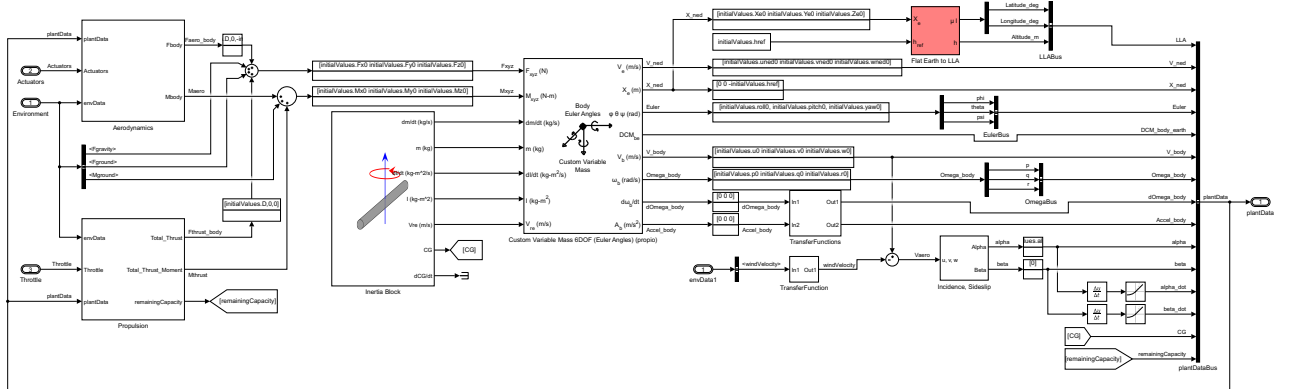 plantData
Actuators
2
Actuators
1
Environment
plantData
Actuators
envData
Fbody
Mbody
Aerodynamics
Faero_body
Maero
<Fgravity>
<Fground>
<Mground>
[initialValues.D,0,0]
Fthrust_body
Mthrust
envData
Throttle
plantData
Total_Thrust
Total_Thrust_Moment
remainingCapacity
Propulsion
Throttle
3
Throttle
plantData
[remainingCapacity]
[initialValues.Fx0 initialValues.Fy0 initialValues.Fz0]
Fxyz
[initialValues.Mx0 initialValues.My0 initialValues.Mz0]
Mxyz
dm/dt (kg/s)
m (kg)
I (kg-m^2)
Vre (m/s)
CG
dCG/dt
Inertia Block
[CG]
Fxyz (N)
Mxyz (N-m)
dm/dt (kg/s)
m (kg)
dI/dt (kg-m²/s)
I (kg-m²)
Vre (m/s)
Body
Euler Angles
Custom Variable
Mass
Ve (m/s)
Xe (m)
φ θ ψ (rad)
DCMbe
Vb (m/s)
ωb (rad/s)
dωb/dt
Ab (m/s²)
Custom Variable Mass 6DOF (Euler Angles) (propio)
X_ned
[initialValues.Xe0 initialValues.Ye0 initialValues.Ze0]
initialValues.href
Xe
href
μ l
h
Flat Earth to LLA
Latitude_deg
Longitude_deg
Altitude_m
LLABus
V_ned
[initialValues.uned0 initialValues.vned0 initialValues.wned0]
X_ned
[0 0 -initialValues.href]
Euler
[initialValues.roll0, initialValues.pitch0, initialValues.yaw0]
phi
theta
psi
EulerBus
V_body
[initialValues.u0 initialValues.v0 initialValues.w0]
Omega_body
[initialValues.p0 initialValues.q0 initialValues.r0]
Omega_body
p
q
r
OmegaBus
dOmega_body
[0 0 0]
dOmega_body
Accel_body
[0 0 0]
Accel_body
In1
In2
Out1
Out2
TransferFunctions
1
envData1
<windVelocity>
In1
Out1
TransferFunction
windVelocity
Vaero
u, v, w
Alpha
Beta
Incidence, Sideslip
alpha
beta
[0]
Δu
Δt
Δu
Δt
[CG]
[remainingCapacity]
LLA
V_ned
X_ned
Euler
DCM_body_earth
V_body
Omega_body
dOmega_body
Accel_body
alpha
beta
alpha_dot
beta_dot
CG
remainingCapacity
plantDataBus
1
plantData